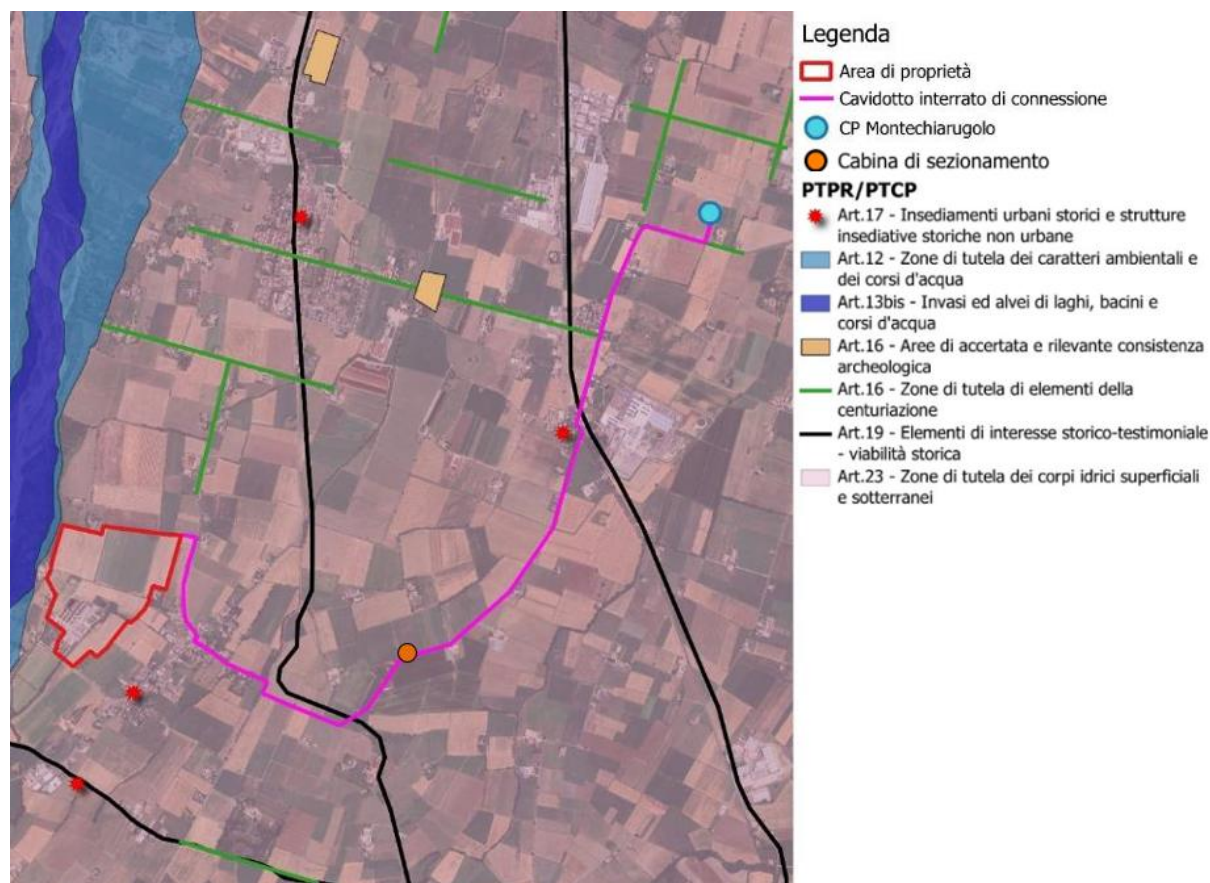 Legenda
Area di proprietà
Cavidotto interrato di connessione
CP Montechiarugolo
Cabina di sezionamento
PTPR/PTCP
Art.17 - Insediamenti urbani storici e strutture
insediative storiche non urbane
Art.12 - Zone di tutela dei caratteri ambientali e
dei corsi d'acqua
Art.13bis - Invasi ed alvei di laghi, bacini e
corsi d'acqua
Art.16 - Aree di accertata e rilevante consistenza
archeologica
Art.16 - Zone di tutela di elementi della
centuriazione
Art.19 - Elementi di interesse storico-testimoniale
- viabilità storica
Art.23 - Zone di tutela dei corpi idrici superficiali
e sotterranei